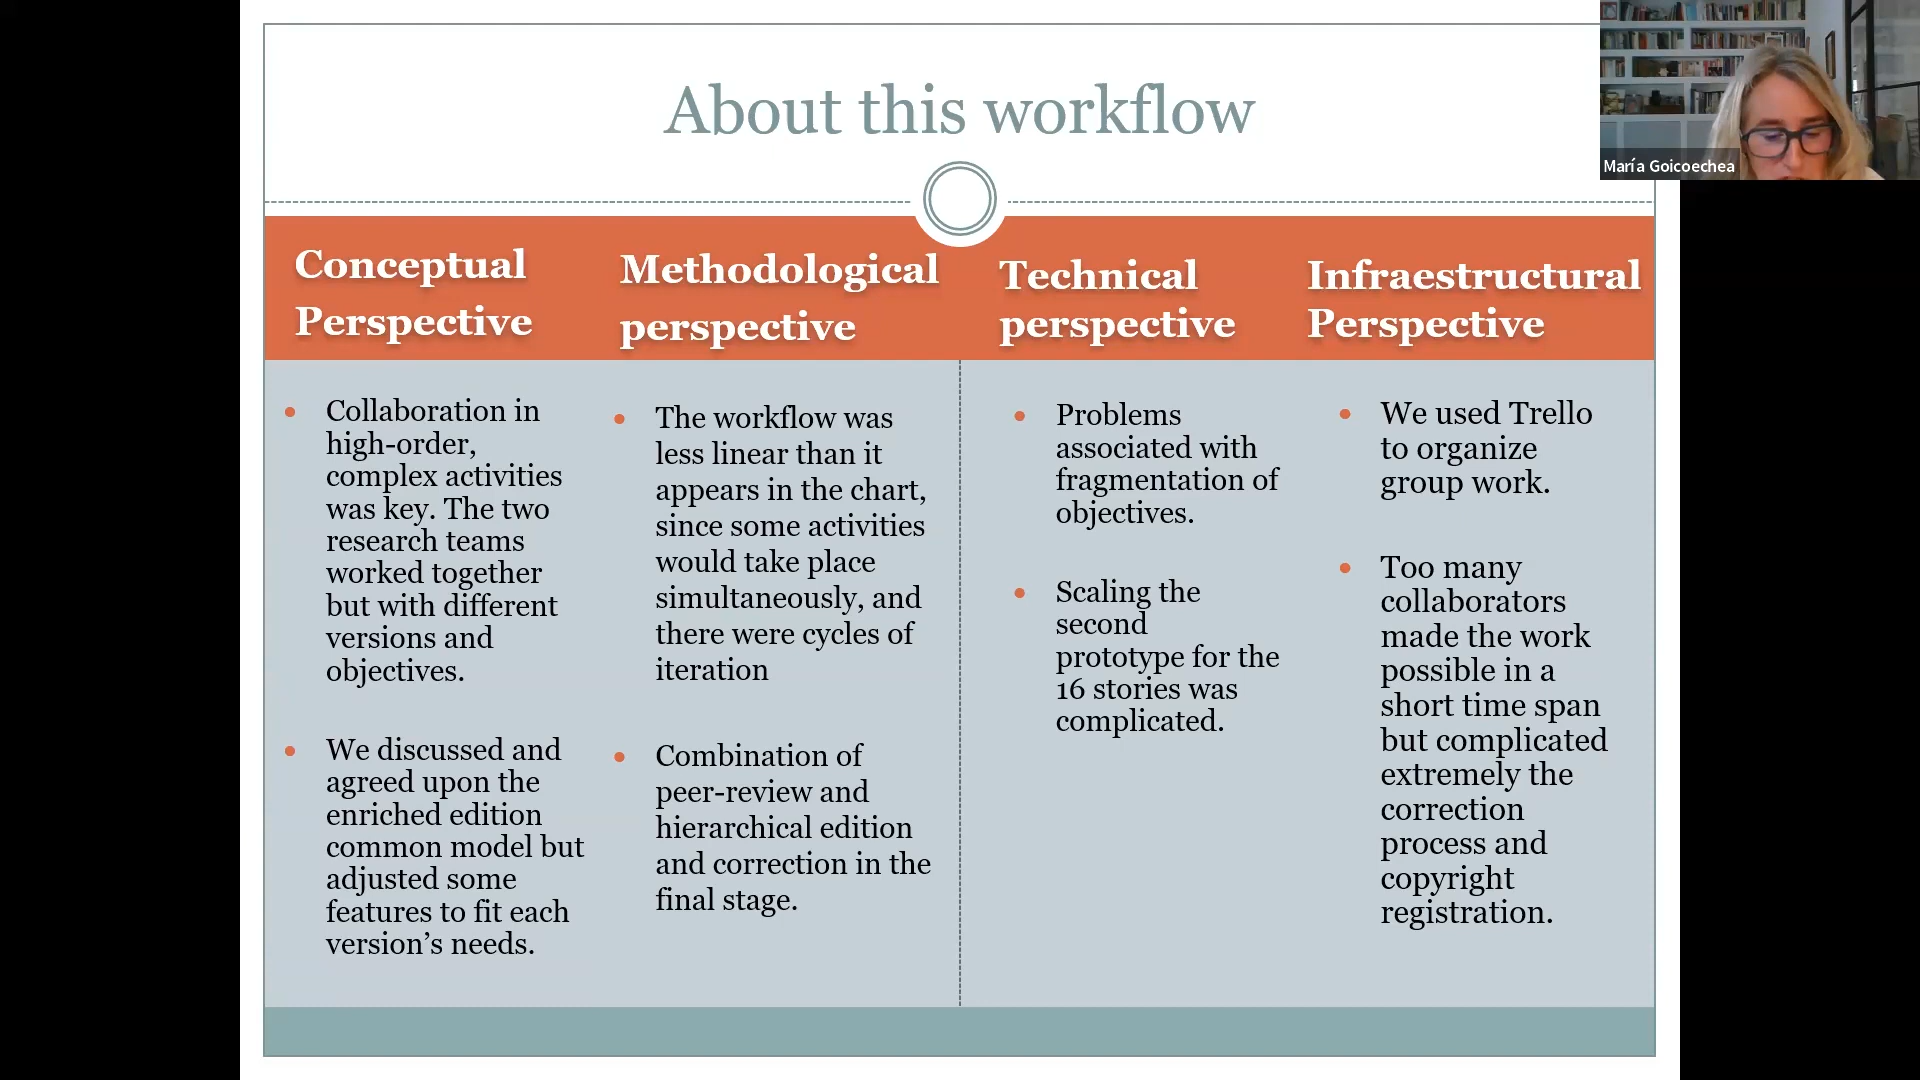 About this workflow
María Goicoechea
Conceptual
Perspective
Methodological
perspective
Technical
perspective
Infraestructural
Perspective
Collaboration in
high-order,
complex activities
was key. The two
research teams
worked together
but with different
versions and
objectives.
We discussed and
agreed upon the
enriched edition
common model but
adjusted some
features to fit each
version’s needs.
The workflow was
less linear than it
appears in the chart,
since some activities
would take place
simultaneously, and
there were cycles of
iteration
Combination of
peer-review and
hierarchical edition
and correction in the
final stage.
Problems
associated with
fragmentation of
objectives.
Scaling the
second
prototype for the
16 stories was
complicated.
We used Trello
to organize
group work.
Too many
collaborators
made the work
possible in a
short time span
but complicated
extremely the
correction
process and
copyright
registration.